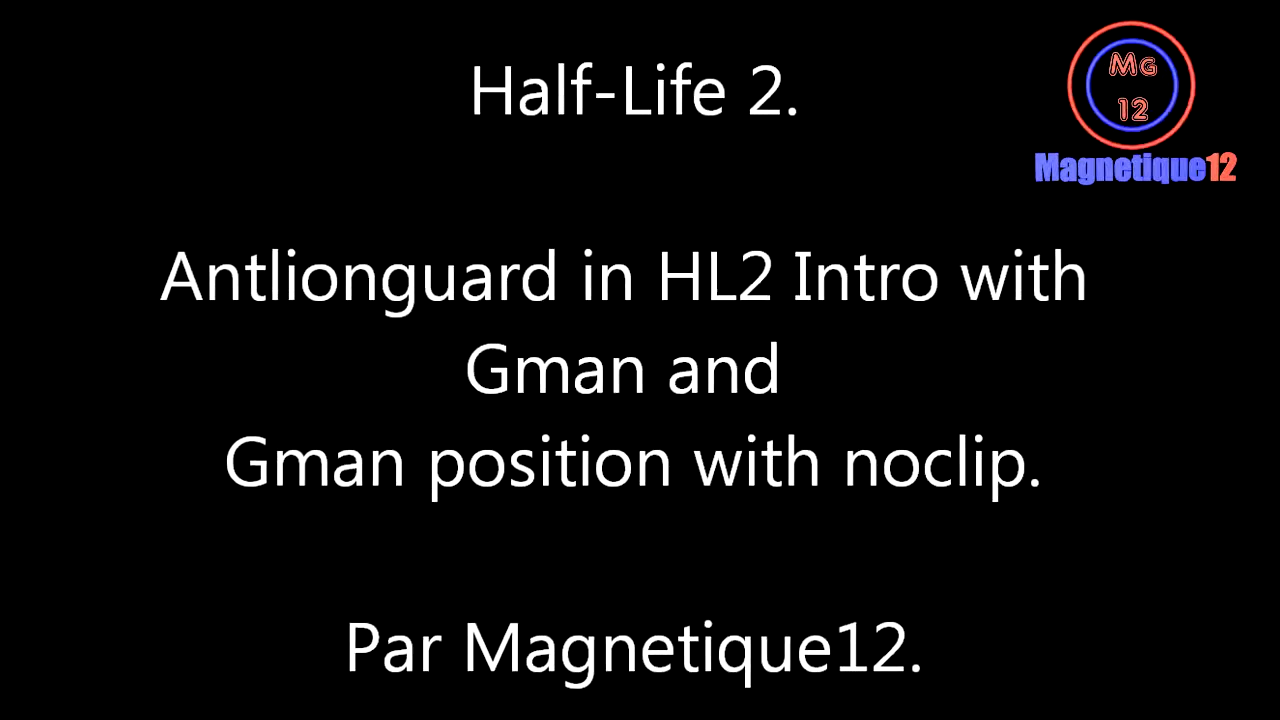 Half-Life 2.
Mg
12
Magnetique12
Antlionguard in HL2 Intro with
Gman and
Gman position with noclip.
Par Magnetique12.